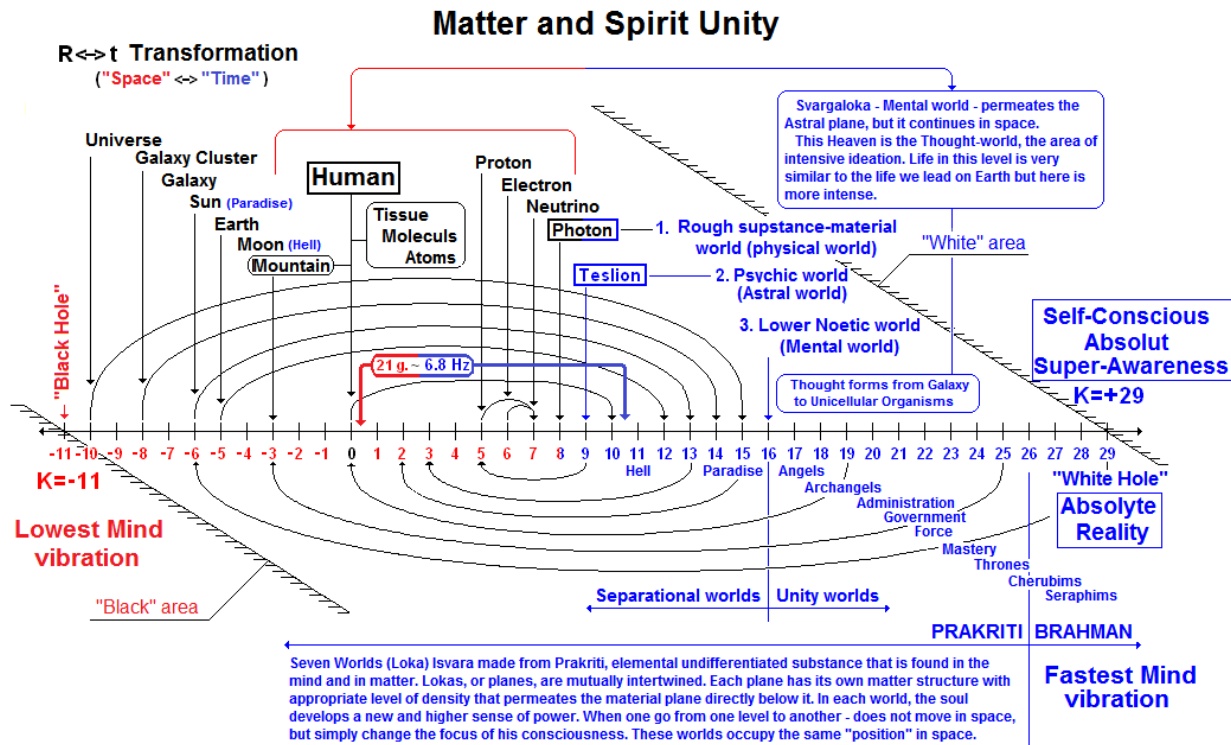 Matter and Spirit Unity
R<->t Transformation
("Space" <-> "Time")
Universe
Galaxy Cluster
Galaxy
Sun (Paradise)
Earth
Moon (Hell)
Mountain
Human
Tissue
Moleculs
Atoms
Proton
Electron
Neutrino
Photon
Teslion
1. Rough supstance-material
world (physical world)
2. Psychic world
(Astral world)
3. Lower Noetic world
(Mental world)
Svargaloka - Mental world - permeates the
Astral plane, but it continues in space.
This Heaven is the Thought-world, the area of
intensive ideation. Life in this level is very
similar to the life we lead on Earth but here is
more intense.
"White" area
Thought forms from Galaxy
to Unicellular Organisms
Self-Conscious
Absolut
Super-Awareness
K=+29
"Black Hole"
21 g. ~ 6.8 Hz
-11 -10 -9 -8 -7 -6 -5 -4 -3 -2 -1 0 1 2 3 4 5 6 7 8 9 10 11 12 13 14 15 16 17 18 19 20 21 22 23 24 25 26 27 28 29
K=-11
Lowest Mind
vibration
"Black" area
Hell
Paradise
Angels
Archangels
Administration
Government
Force
Mastery
Thrones
Cherubims
Seraphims
"White Hole"
Absolyte
Reality
Separational worlds
Unity worlds
PRAKRITI
BRAHMAN
Seven Worlds (Loka) Isvara made from Prakriti, elemental undifferentiated substance that is found in the
mind and in matter. Lokas, or planes, are mutually intertwined. Each plane has its own matter structure with
appropriate level of density that permeates the material plane directly below it. In each world, the soul
develops a new and higher sense of power. When one go from one level to another - does not move in space,
but simply change the focus of his consciousness. These worlds occupy the same "position" in space.
Fastest Mind
vibration